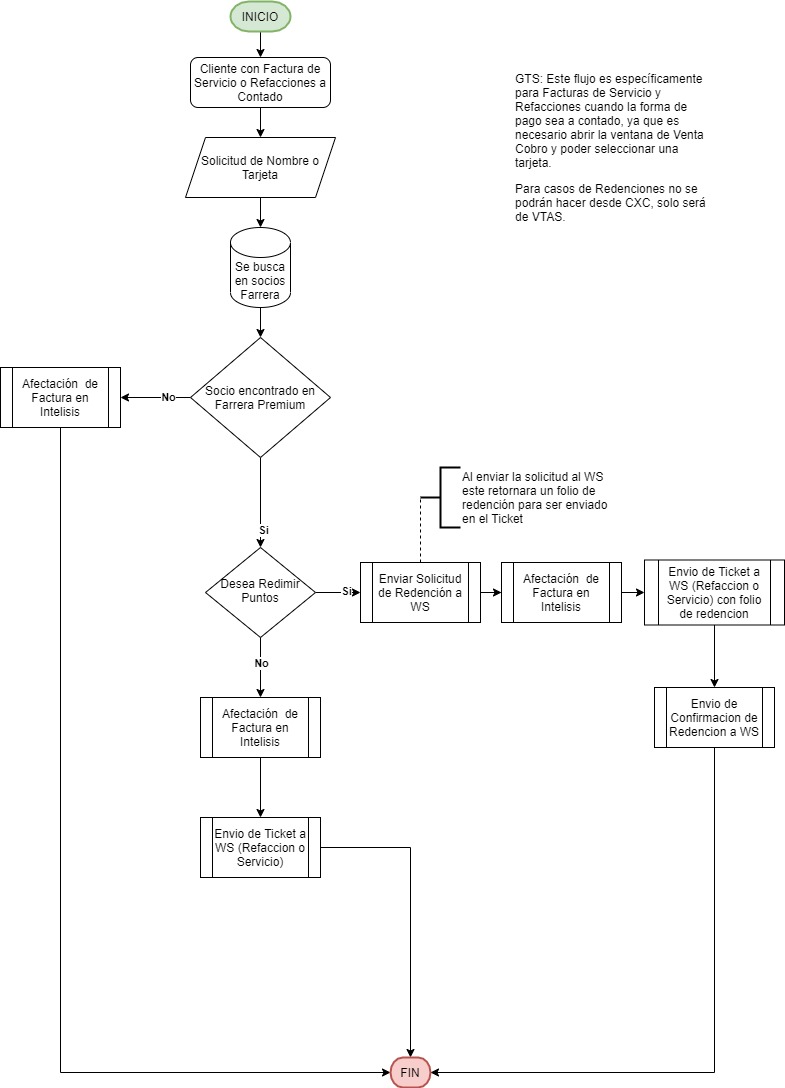 INICIO
Cliente con Factura de
Servicio o Refacciones a
Contado
GTS: Este flujo es específicamente
para Facturas de Servicio y
Refacciones cuando la forma de
pago sea a contado, ya que es
necesario abrir la ventana de Venta
Cobro y poder seleccionar una
tarjeta.
Para casos de Redenciones no se
podrán hacer desde CXC, solo será
de VTAS.
Solicitud de Nombre o
Tarjeta
Se busca
en socios
Farrera
Socio encontrado en
Farrera Premium
No
Afectación de
Factura en
Intelisis
Si
Al enviar la solicitud al WS
este retornara un folio de
redención para ser enviado
en el Ticket
Desea Redimir
Puntos
Si
Enviar Solicitud
de Redención a
WS
Afectación de
Factura en
Intelisis
Envio de Ticket a
WS (Refaccion o
Servicio) con folio
de redencion
No
Afectación de
Factura en
Intelisis
Envio de
Confirmacion de
Redencion a WS
Envio de Ticket a
WS (Refaccion o
Servicio)
FIN